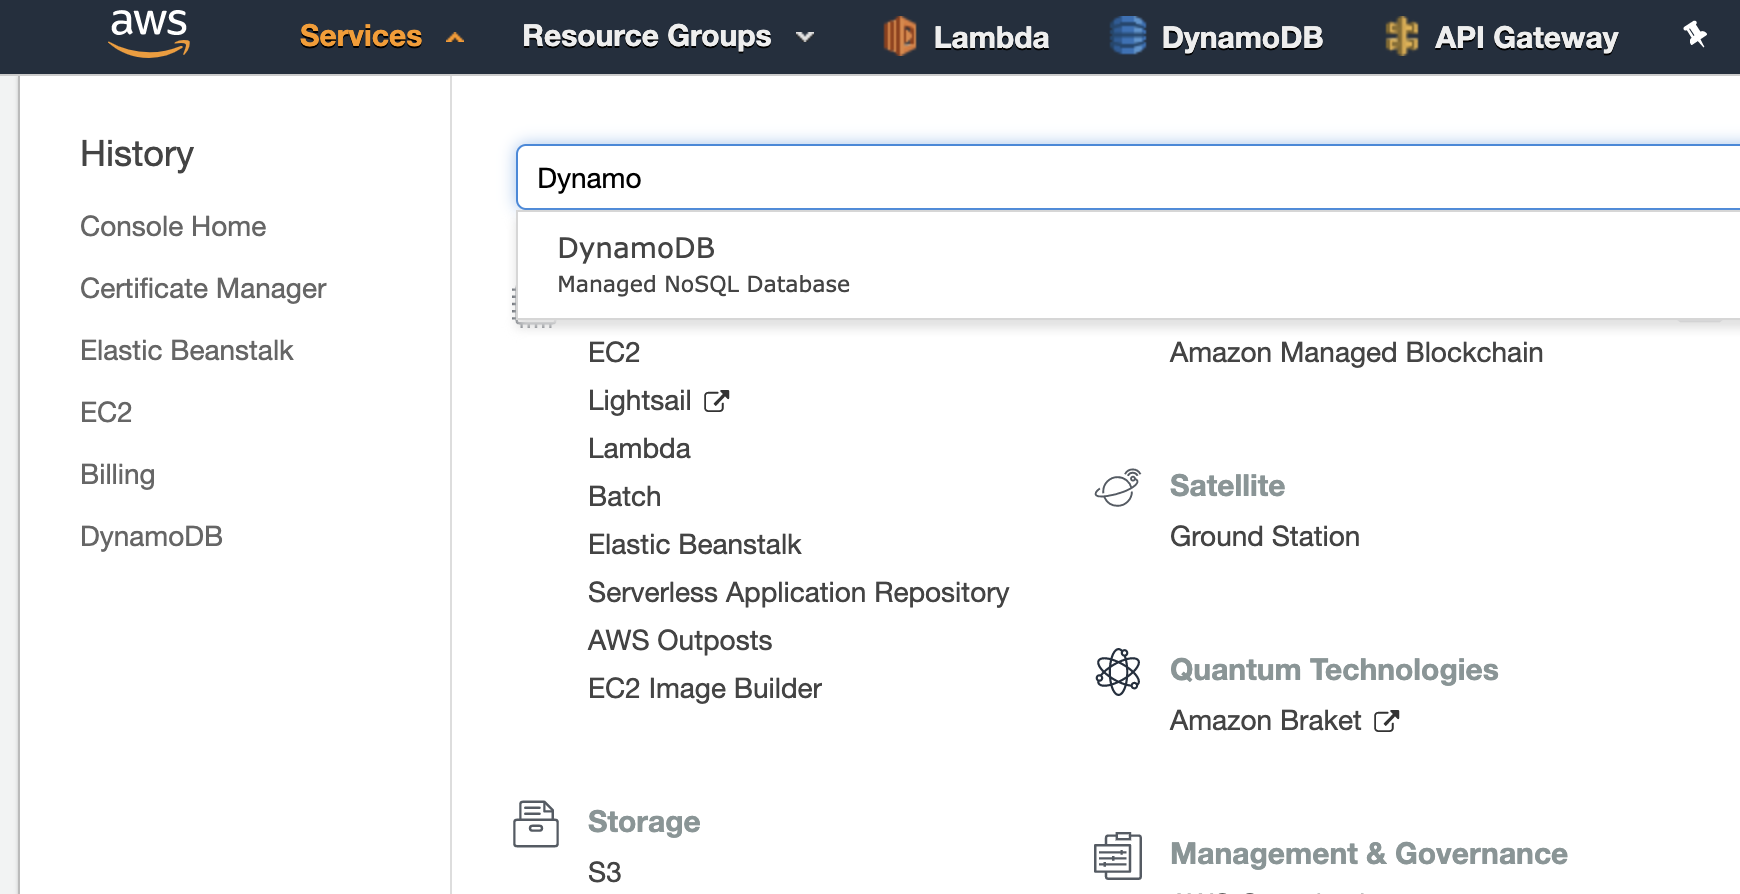 aws
Services
Resource Groups
Lambda
DynamoDB
API Gateway
History
Console Home
Certificate Manager
Elastic Beanstalk
EC2
Billing
DynamoDB
Dynamo
DynamoDB
Managed NoSQL Database
EC2
Lightsail
Lambda
Batch
Elastic Beanstalk
Serverless Application Repository
AWS Outposts
EC2 Image Builder
Storage
S3
Amazon Managed Blockchain
Satellite
Ground Station
Quantum Technologies
Amazon Braket
Management & Governance